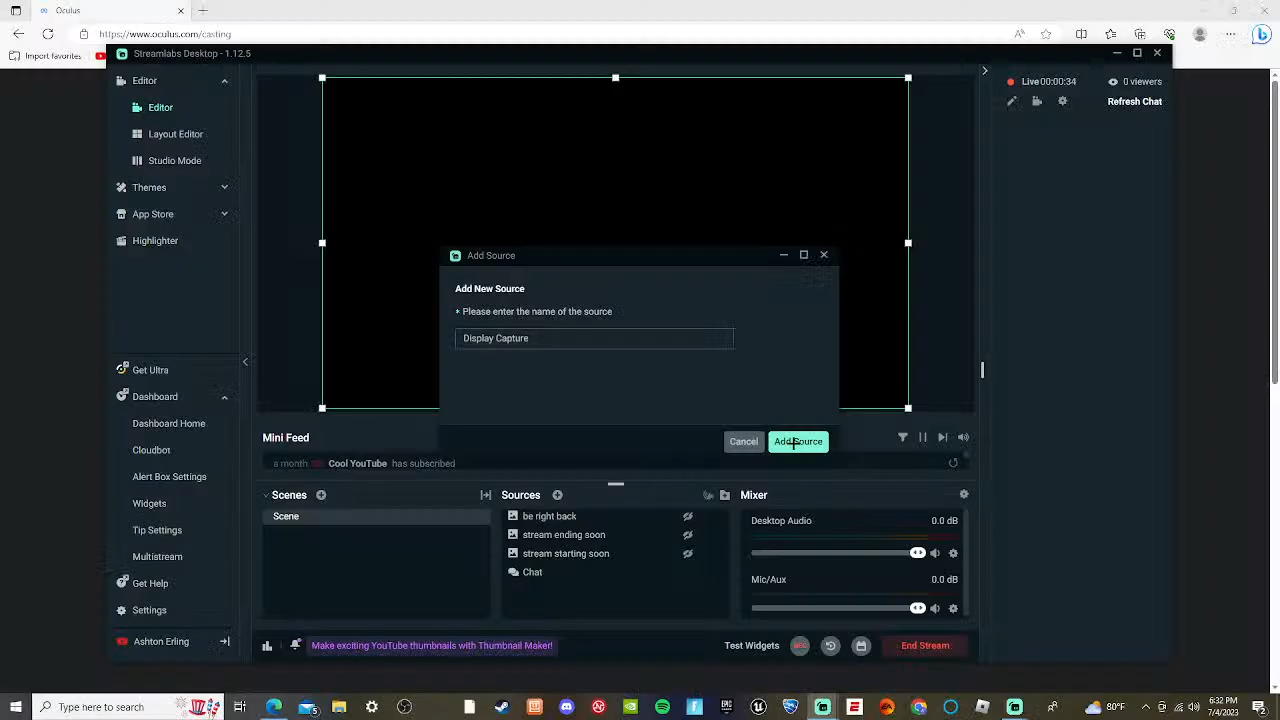 Oculus
https://www.oculus.com/casting
Import favorites
Streamlabs Desktop - 1.12.5
Editor
Editor
Layout Editor
Studio Mode
Themes
App Store
Highlighter
Get Ultra
Dashboard
Dashboard Home
Cloudbot
Alert Box Settings
Widgets
Tip Settings
Multistream
Get Help
Settings
Ashton Erling
Live 00:00:34
0 viewers
Refresh Chat
Add Source
Add New Source
* Please enter the name of the source
Display Capture
Cancel
Add Source
Mini Feed
a month Cool YouTube has subscribed
Scenes
Scene
Sources
be right back
stream ending soon
stream starting soon
Chat
Mixer
Desktop Audio 0.0 dB
Mic/Aux 0.0 dB
Make exciting YouTube thumbnails with Thumbnail Maker!
Test Widgets
REC
End Stream
Type here to search
88°F
6:32 PM
7/4/2023